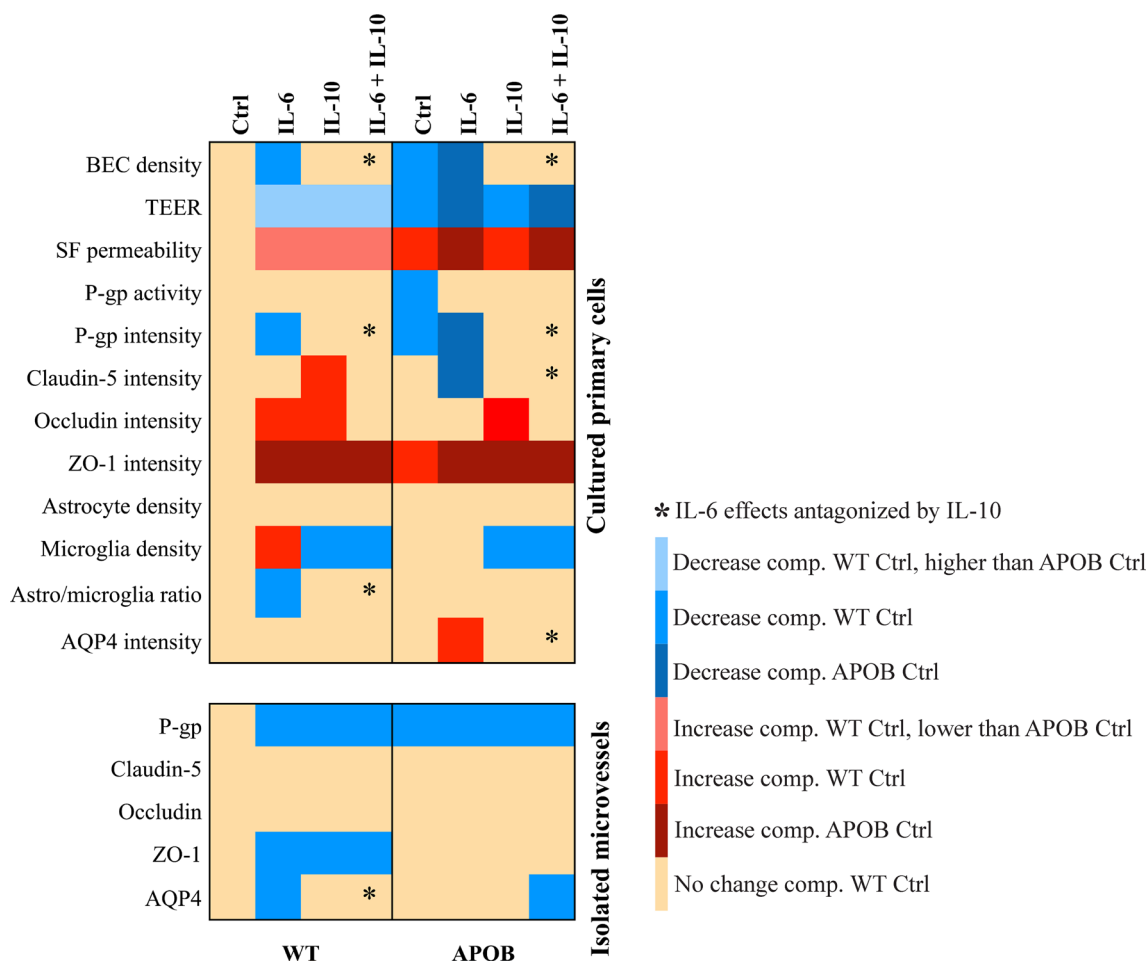 Ctrl
IL-6
IL-10
IL-6 + IL-10
Ctrl
IL-6
IL-10
IL-6 + IL-10
BEC density
*
*
TEER
SF permeability
P-gp activity
P-gp intensity
*
*
Claudin-5 intensity
*
Occludin intensity
ZO-1 intensity
Astrocyte density
Microglia density
Astro/microglia ratio
*
AQP4 intensity
*
Cultured primary cells
P-gp
Claudin-5
Occludin
ZO-1
AQP4
*
Isolated microvessels
WT
APOB
* IL-6 effects antagonized by IL-10
Decrease comp. WT Ctrl, higher than APOB Ctrl
Decrease comp. WT Ctrl
Decrease comp. APOB Ctrl
Increase comp. WT Ctrl, lower than APOB Ctrl
Increase comp. WT Ctrl
Increase comp. APOB Ctrl
No change comp. WT Ctrl